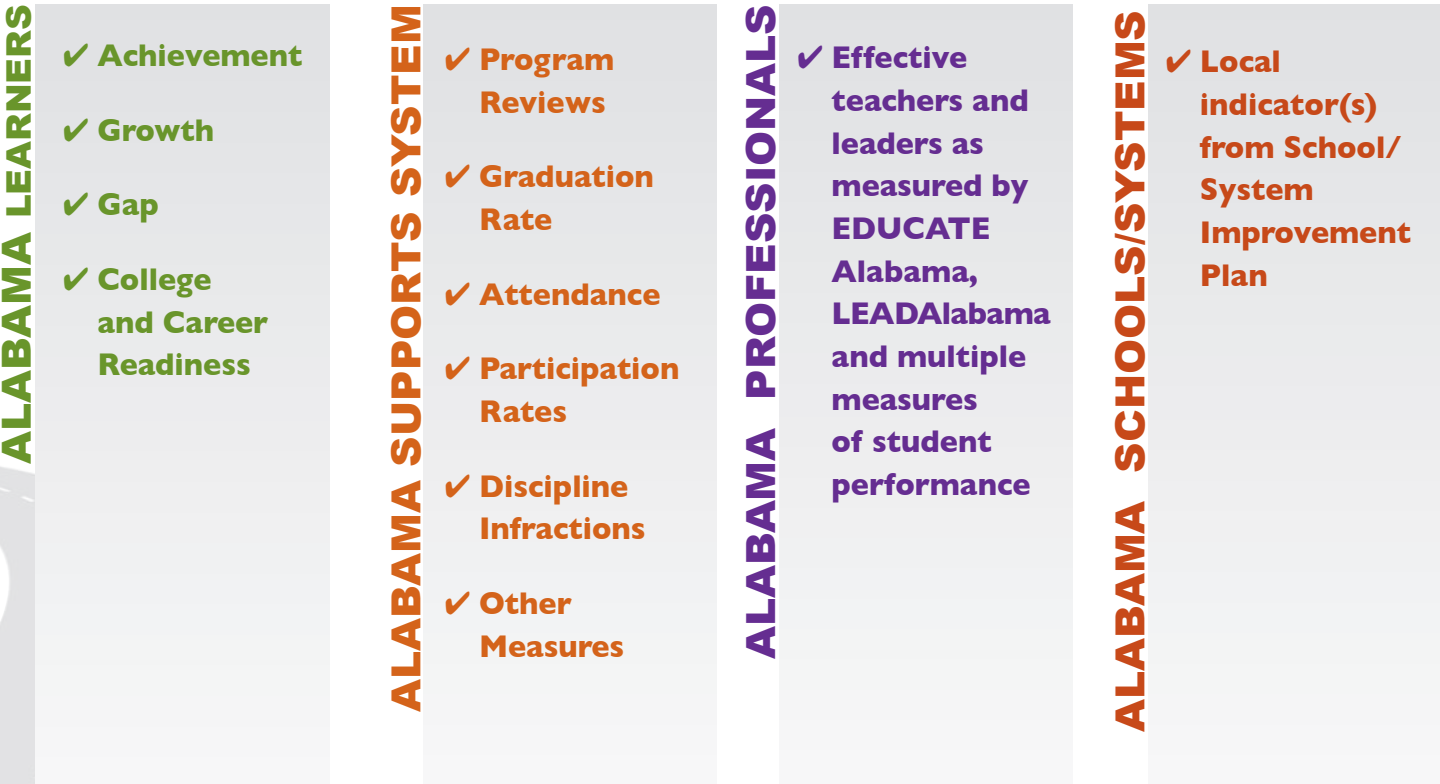 ALABAMA LEARNERS
✔ Achievement
✔ Growth
✔ Gap
✔ College
and Career
Readiness
ALABAMA SUPPORTS SYSTEM
✔ Program
Reviews
✔ Graduation
Rate
✔ Attendance
✔ Participation
Rates
✔ Discipline
Infractions
✔ Other
Measures
ALABAMA PROFESSIONALS
✔ Effective
teachers and
leaders as
measured by
EDUCATE
Alabama,
LEADAlabama
and multiple
measures
of student
performance
ALABAMA SCHOOLS/SYSTEMS
✔ Local
indicator(s)
from School/
System
Improvement
Plan